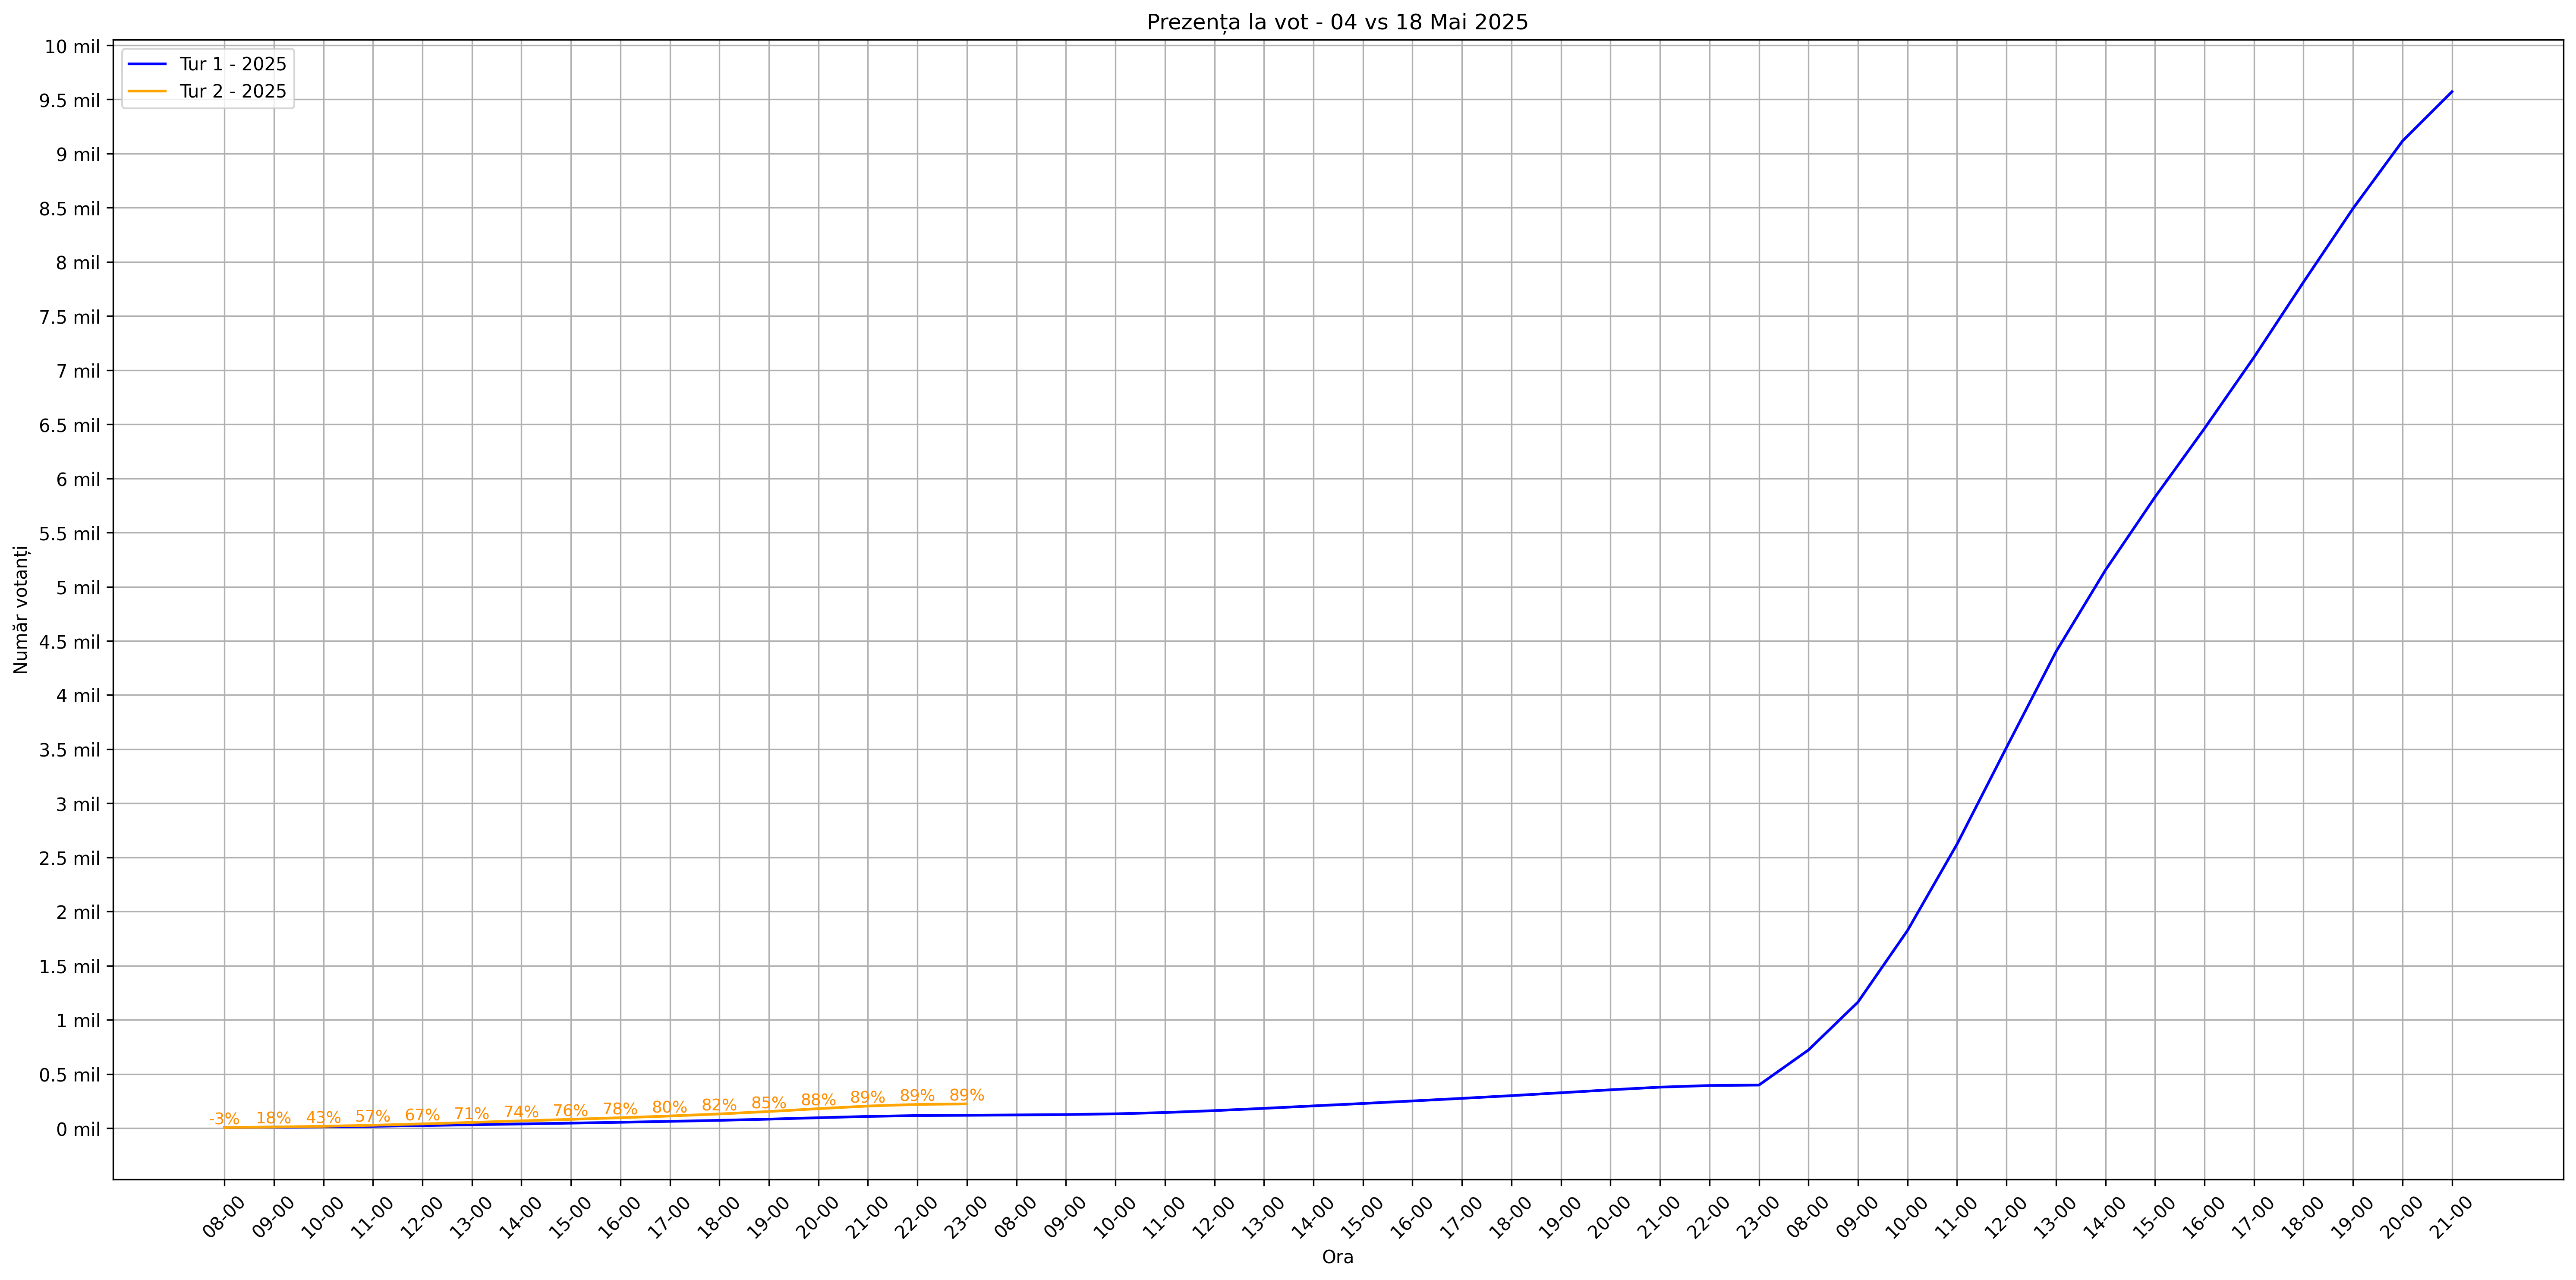 Prezența la vot - 04 vs 18 Mai 2025
Tur 1 - 2025
Tur 2 - 2025
10 mil
9.5 mil
9 mil
8.5 mil
8 mil
7.5 mil
7 mil
6.5 mil
6 mil
5.5 mil
5 mil
4.5 mil
4 mil
3.5 mil
3 mil
2.5 mil
2 mil
1.5 mil
1 mil
0.5 mil
0 mil
Număr votanți
-3% 18% 43% 57% 67% 71% 74% 76% 78% 80% 82% 85% 88% 89% 89% 89%
08-00 09-00 10-00 11-00 12-00 13-00 14-00 15-00 16-00 17-00 18-00 19-00 20-00 21-00 22-00 23-00 08-00 09-00 10-00 11-00 12-00 13-00 14-00 15-00 16-00 17-00 18-00 19-00 20-00 21-00 22-00 23-00 08-00 09-00 10-00 11-00 12-00 13-00 14-00 15-00 16-00 17-00 18-00 19-00 20-00 21-00
Ora